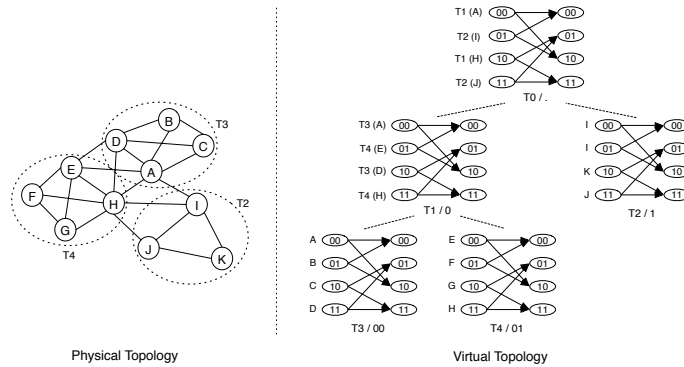 B
D
T3
C
E
A
F
H
I
T2
G
J
T4
K
Physical Topology
T1 (A) 00 00
T2 (I) 01 01
T1 (H) 10 10
T2 (J) 11 11
T0 / .
T3 (A) 00 00
T4 (E) 01 01
T3 (D) 10 10
T4 (H) 11 11
T1 / 0
I 00 00
I 01 01
K 10 10
J 11 11
T2 / 1
A 00 00
B 01 01
C 10 10
D 11 11
T3 / 00
E 00 00
F 01 01
G 10 10
H 11 11
T4 / 01
Virtual Topology